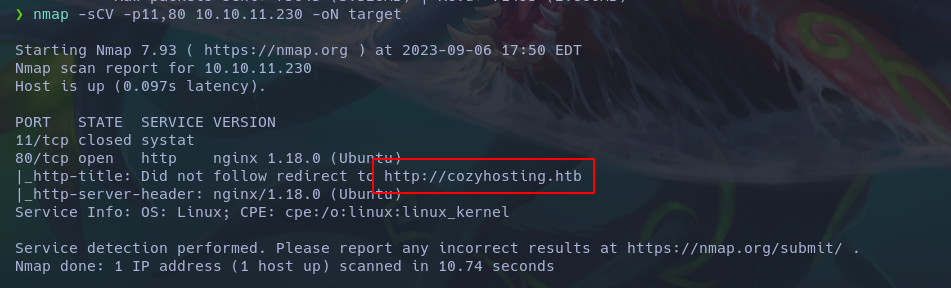 ❯ nmap -sCV -p11,80 10.10.11.230 -oN target
Starting Nmap 7.93 ( https://nmap.org ) at 2023-09-06 17:50 EDT
Nmap scan report for 10.10.11.230
Host is up (0.097s latency).
PORT   STATE  SERVICE VERSION
11/tcp closed systat
80/tcp open   http    nginx 1.18.0 (Ubuntu)
|_http-title: Did not follow redirect to http://cozyhosting.htb
|_http-server-header: nginx/1.18.0 (Ubuntu)
Service Info: OS: Linux; CPE: cpe:/o:linux:linux_kernel
Service detection performed. Please report any incorrect results at https://nmap.org/submit/ .
Nmap done: 1 IP address (1 host up) scanned in 10.74 seconds